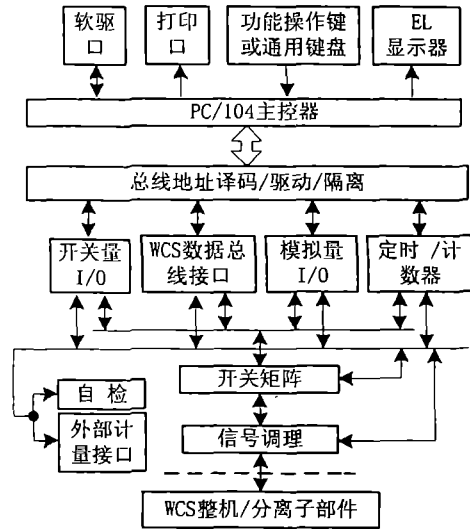 软驱
口
打印
口
功能操作键
或通用键盘
EL
显示器
PC/104主控器
总线地址译码/驱动/隔离
开关量
I/O
WCS数据总
线接口
模拟量
I/O
定时 /计
数器
开关矩阵
自 检
外部计
量接口
信号调理
WCS整机/分离子部件